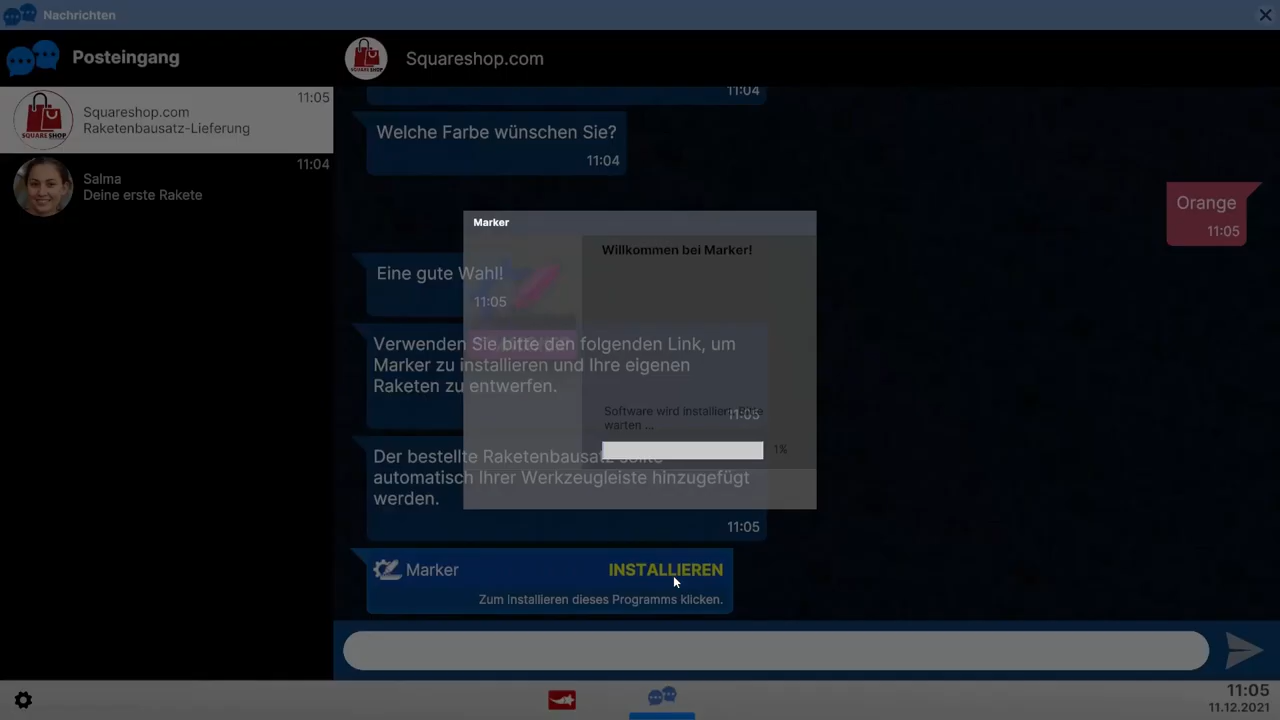 Nachrichten
Posteingang
Squareshop.com
11:05
Squareshop.com
Raketenbausatz-Lieferung
SQUARE SHOP
11:04
Salma
Deine erste Rakete
SQUARE SHOP
11:04
Welche Farbe wünschen Sie?
11:04
Orange
11:05
Eine gute Wahl!
11:05
Verwenden Sie bitte den folgenden Link, um
Marker zu installieren und Ihre eigenen
Raketen zu entwerfen.
11:05
Der bestellte Raketenbausatz sollte
automatisch Ihrer Werkzeugleiste hinzugefügt
werden.
11:05
Marker
INSTALLIEREN
Zum Installieren dieses Programms klicken.
Marker
Willkommen bei Marker!
Software wird installiert. Bitte
warten ...
1%
11:05
11.12.2021